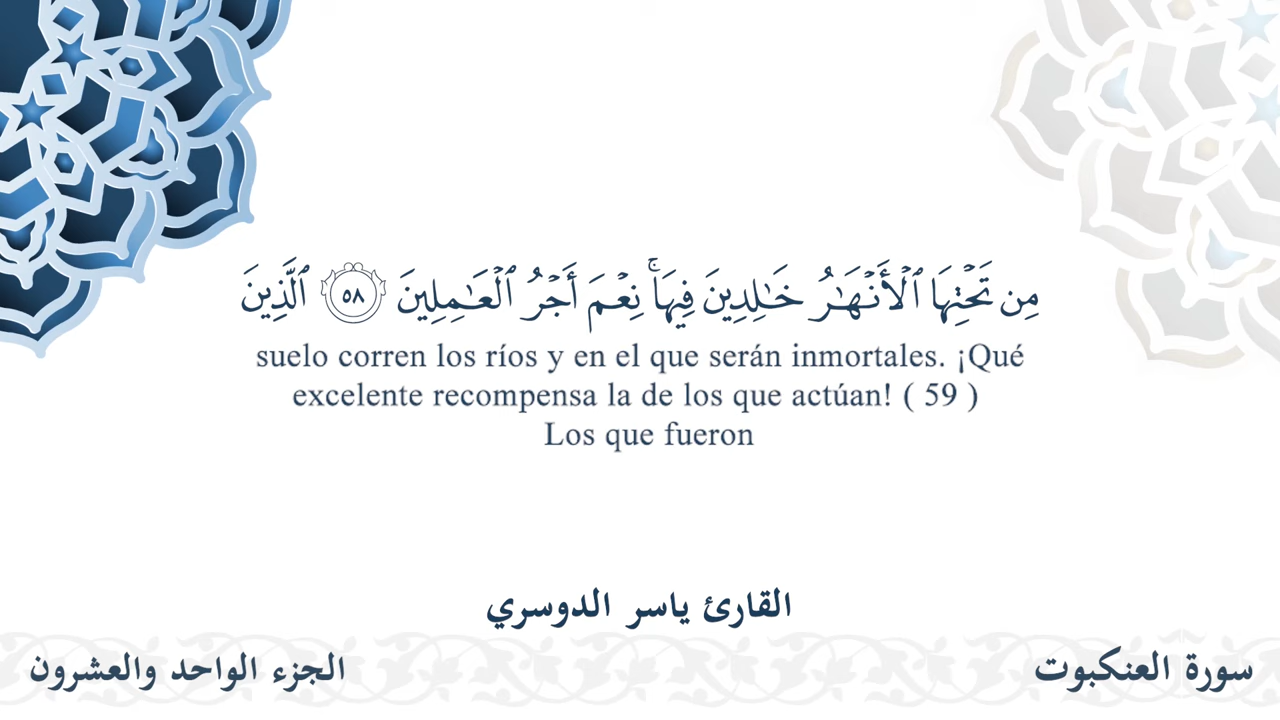 مِن تَحْتِهَا ٱلْأَنْهَـٰرُ خَـٰلِدِينَ فِيهَا ۚ نِعْمَ أَجْرُ ٱلْعَـٰمِلِينَ ٥٨ ٱلَّذِينَ
suelo corren los ríos y en el que serán inmortales. ¡Qué
excelente recompensa la de los que actúan! ( 59 )
Los que fueron
القارئ ياسر الدوسري
سورة العنكبوت
الجزء الواحد والعشرون